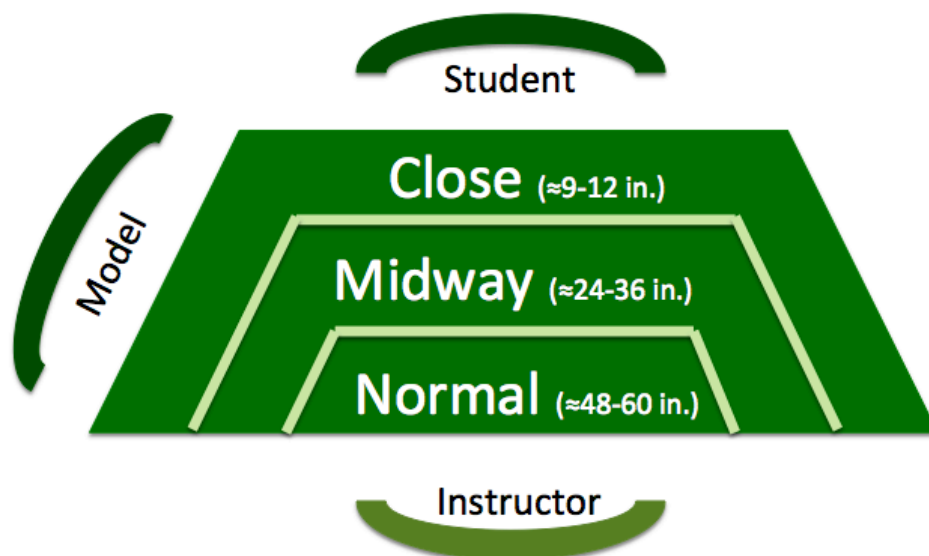 Student
Model
Close (≈9-12 in.)
Midway (≈24-36 in.)
Normal (≈48-60 in.)
Instructor